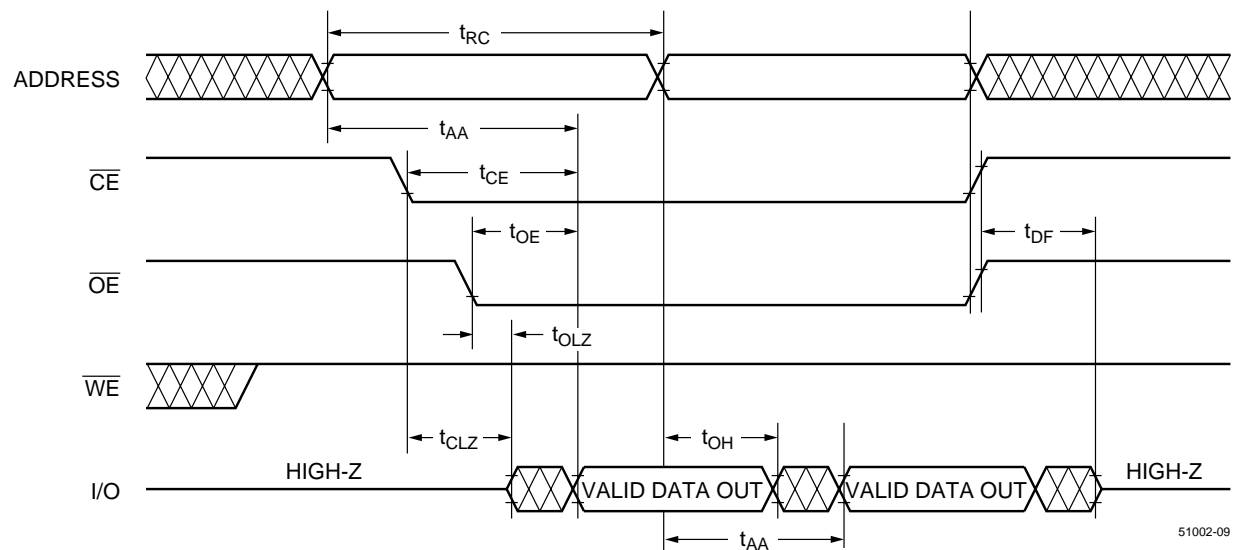 tRC
ADDRESS
tAA
CE
tCE
tOE
tDF
OE
tOLZ
WE
tCLZ
tOH
HIGH-Z
HIGH-Z
I/O
VALID DATA OUT
VALID DATA OUT
tAA
51002-09